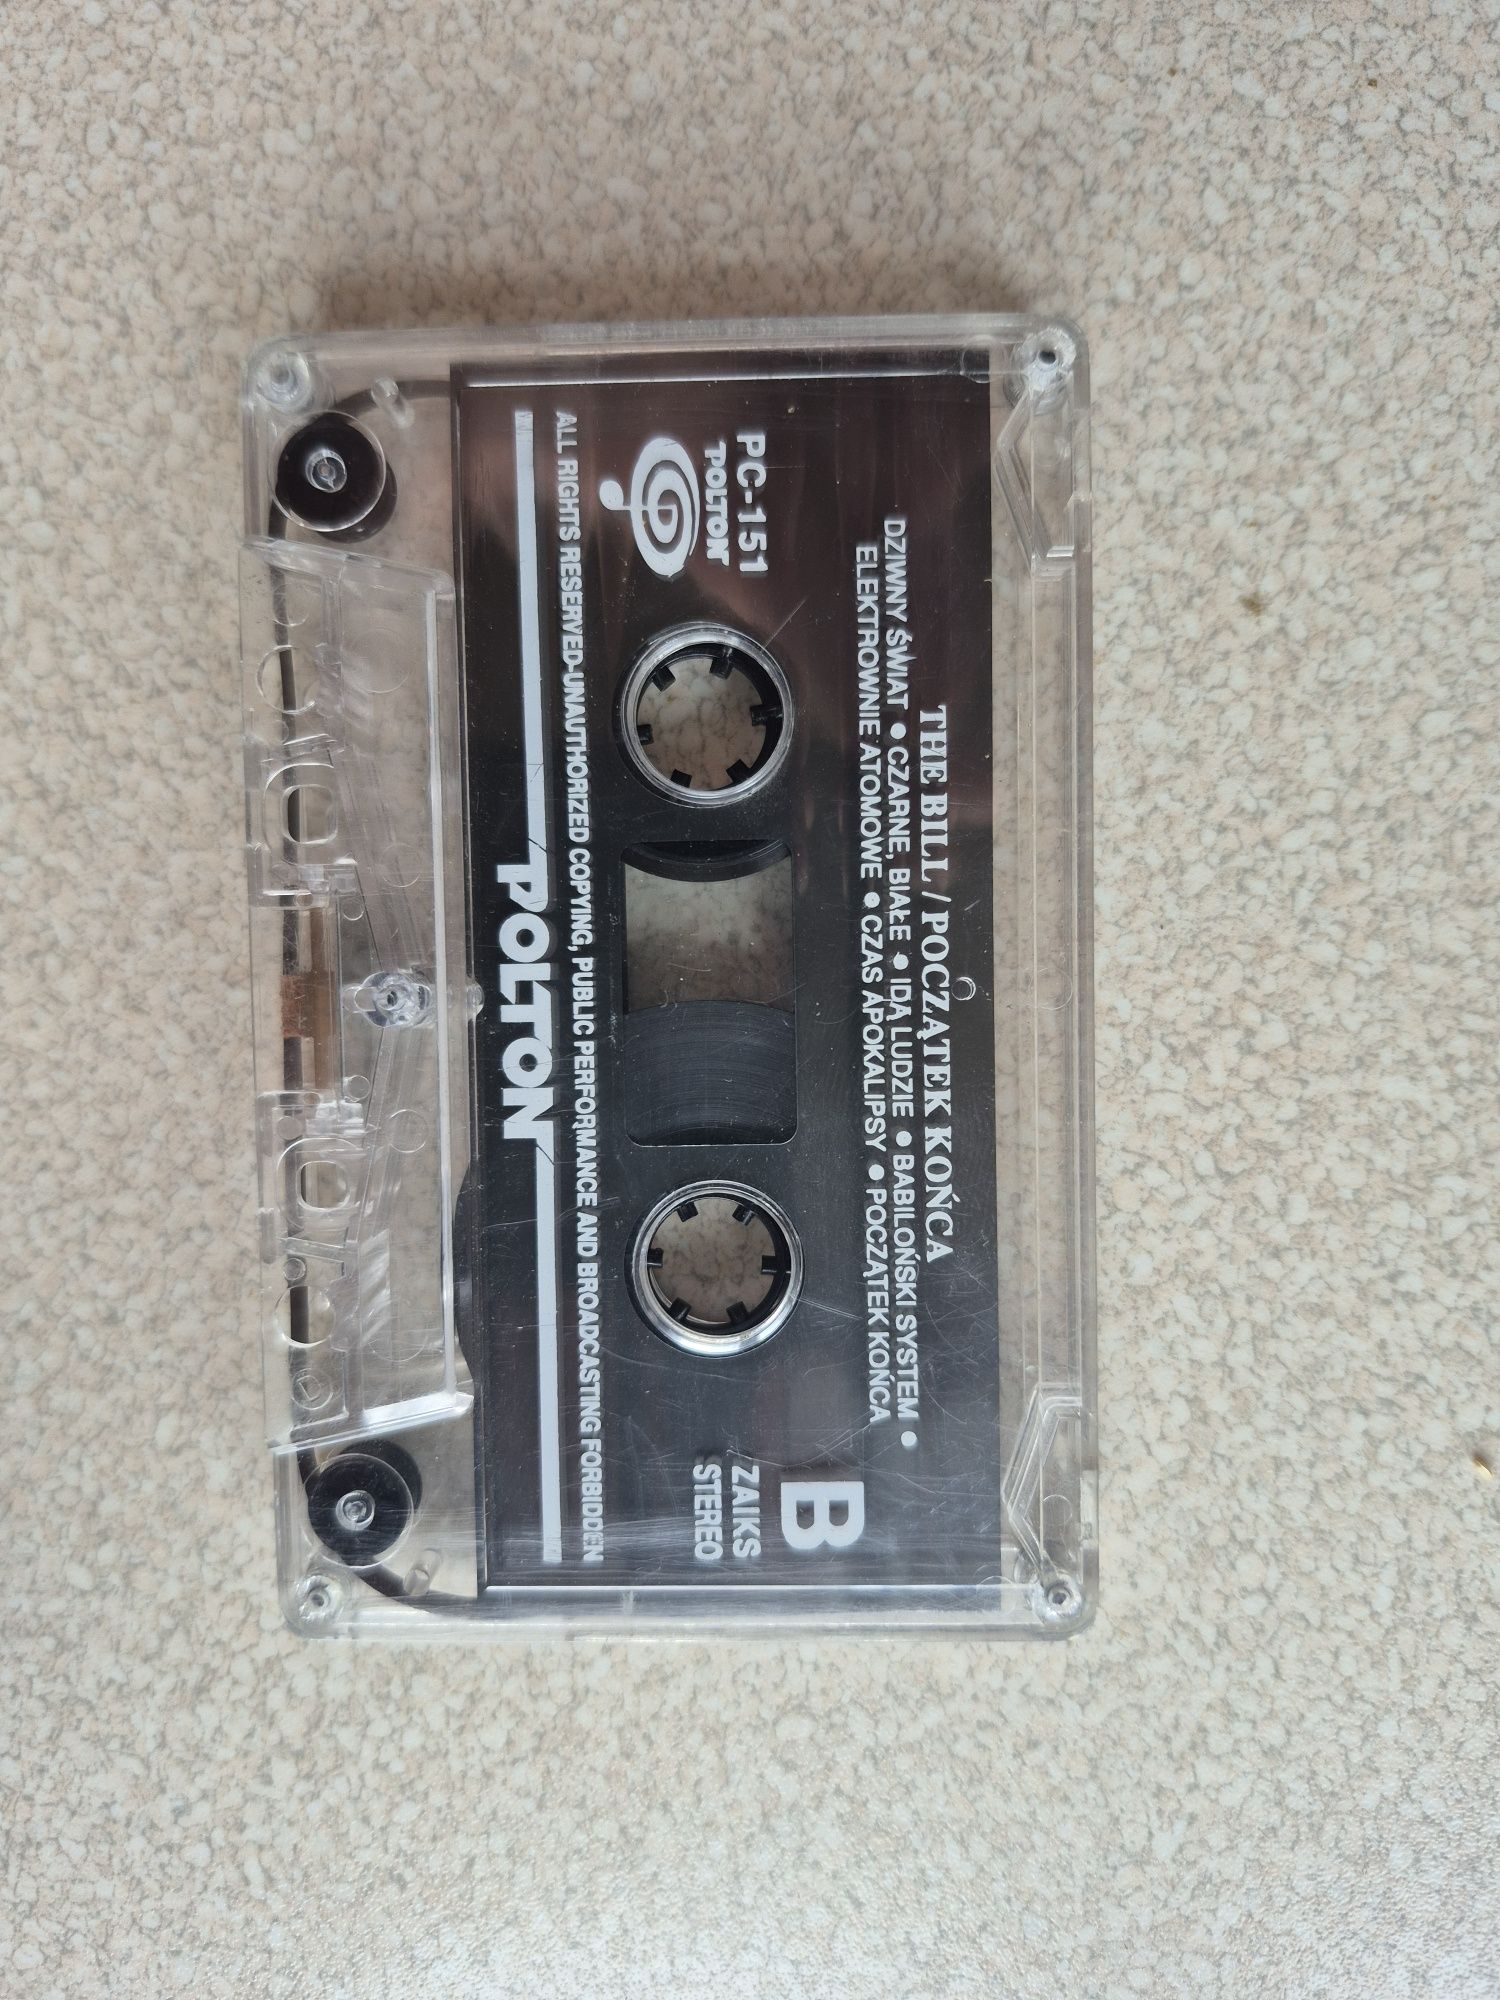 THE BILL / POCZĄTEK KOŃCA
DZIWNY ŚWIAT ● CZARNE, BIAŁE ● IDĄ LUDZIE ● BABILOŃSKI SYSTEM ●
ELEKTROWNIE ATOMOWE ● CZAS APOKALIPSY ● POCZĄTEK KOŃCA
B
PC-151
POLTON
ZAIKS
STEREO
ALL RIGHTS RESERVED-UNAUTHORIZED COPYING, PUBLIC PERFORMANCE AND BROADCASTING FORBIDDEN
POLTON